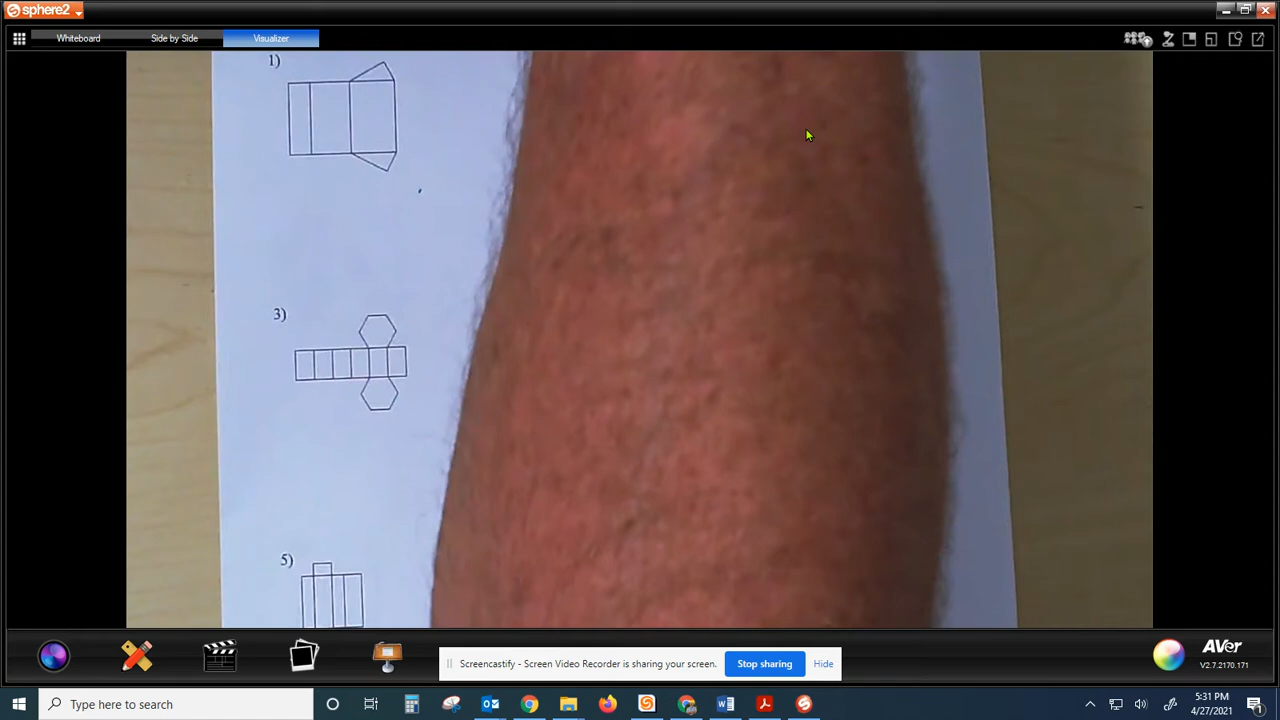 sphere2
Whiteboard
Side by Side
Visualizer
1)
3)
5)
Screencastify - Screen Video Recorder is sharing your screen.
Stop sharing
Hide
AVer
V2.7.2170.171
Type here to search
5:31 PM
4/27/2021
1